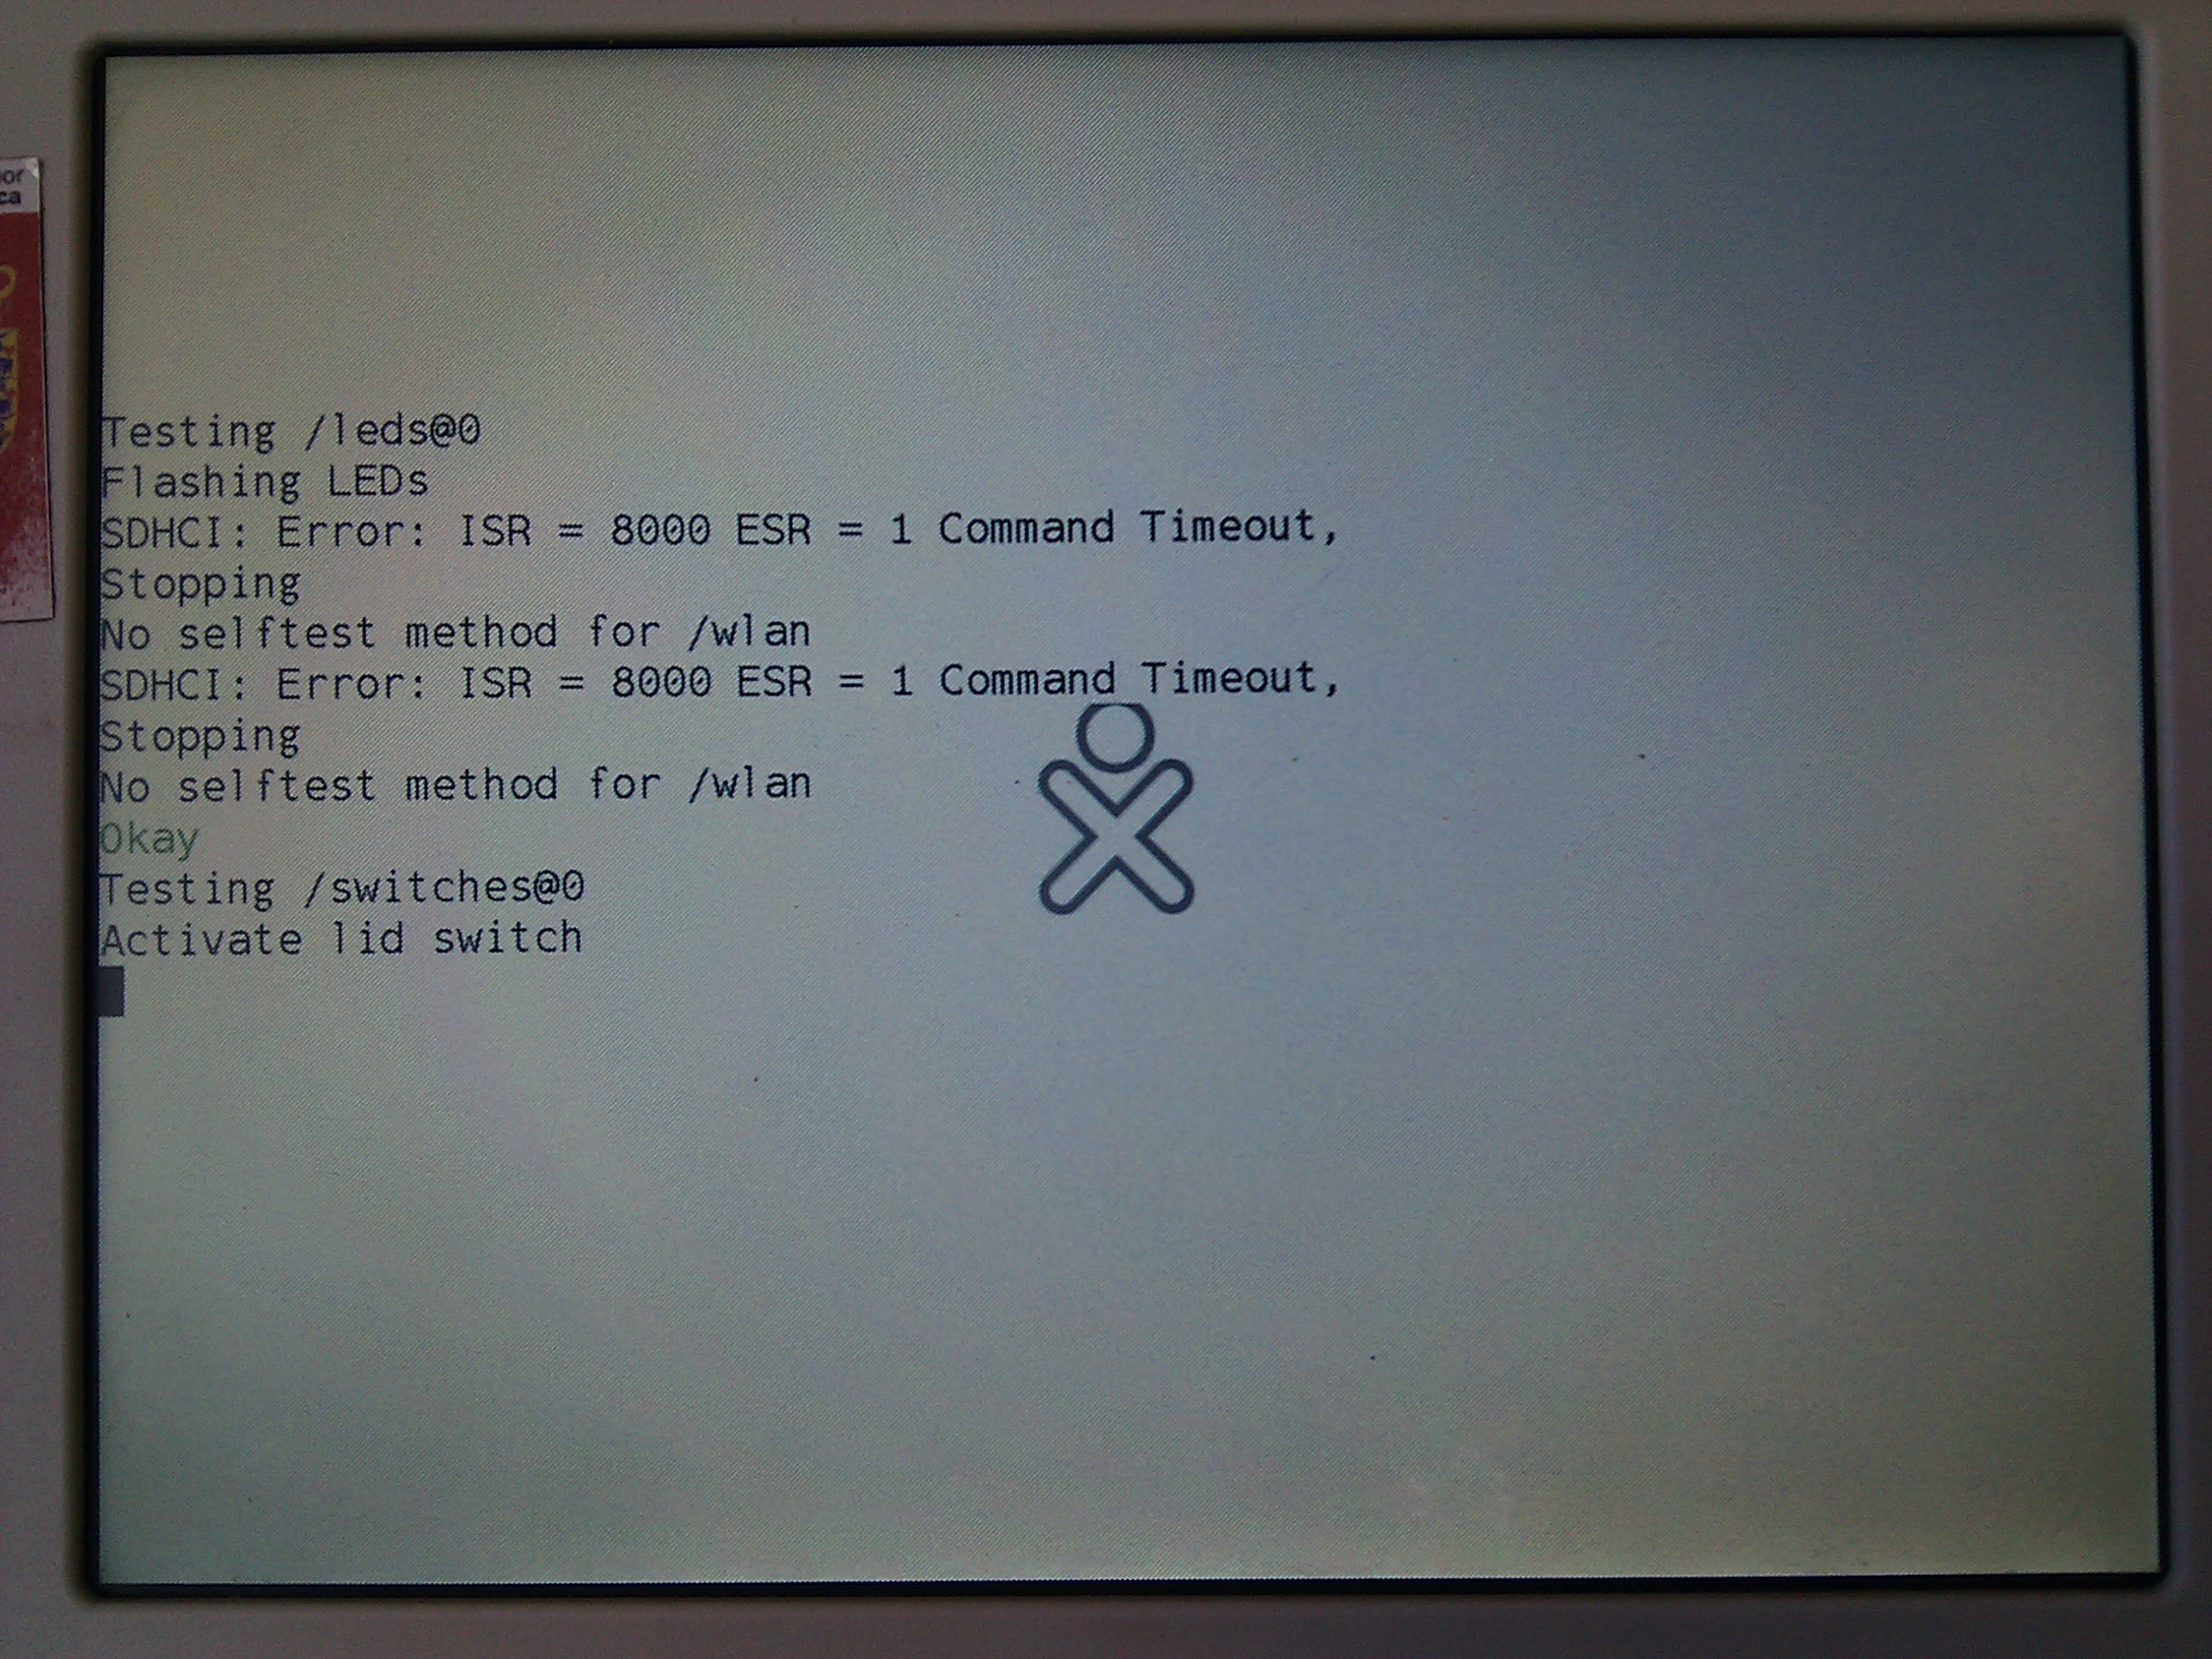 Testing /leds@0
Flashing LEDs
SDHCI: Error: ISR = 8000 ESR = 1 Command Timeout,
Stopping
No selftest method for /wlan
SDHCI: Error: ISR = 8000 ESR = 1 Command Timeout,
Stopping
No selftest method for /wlan
Okay
Testing /switches@0
Activate lid switch